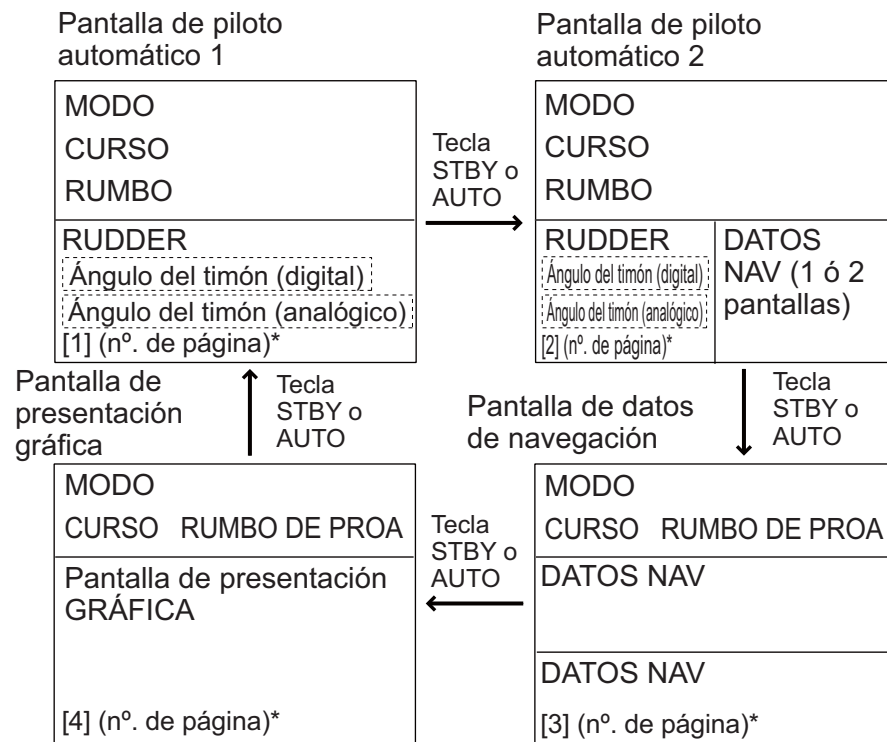 Pantalla de piloto
automático 1
MODO
CURSO
RUMBO
RUDDER
Ángulo del timón (digital)
Ángulo del timón (analógico)
[1] (nº. de página)*
Tecla
STBY o
AUTO
Pantalla de piloto
automático 2
MODO
CURSO
RUMBO
RUDDER
Ángulo del timón (digital)
Ángulo del timón (analógico)
[2] (nº. de página)*
DATOS
NAV (1 ó 2
pantallas)
Tecla
STBY o
AUTO
Pantalla de datos
de navegación
MODO
CURSO RUMBO DE PROA
DATOS NAV
DATOS NAV
[3] (nº. de página)*
Tecla
STBY o
AUTO
Pantalla de
presentación
gráfica
MODO
CURSO RUMBO DE PROA
Pantalla de presentación
GRÁFICA
[4] (nº. de página)*
Tecla
STBY o
AUTO